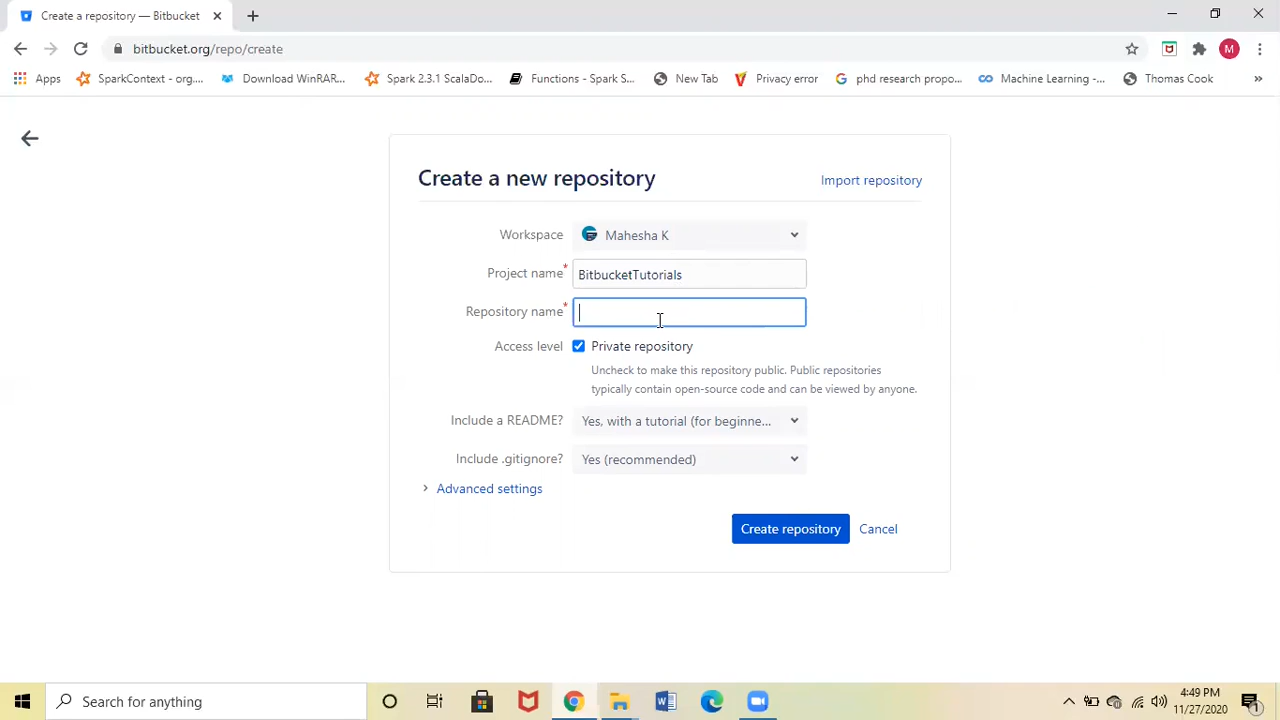 Create a repository — Bitbucket
bitbucket.org/repo/create
M
Apps SparkContext - org.... Download WinRAR... Spark 2.3.1 ScalaDo... Functions - Spark S... New Tab Privacy error phd research propo... Machine Learning -... Thomas Cook »
Create a new repository
Import repository
Workspace Mahesha K
Project name* BitbucketTutorials
Repository name*
Access level Private repository
Uncheck to make this repository public. Public repositories
typically contain open-source code and can be viewed by anyone.
Include a README? Yes, with a tutorial (for beginne...
Include .gitignore? Yes (recommended)
Advanced settings
Create repository Cancel
Search for anything
4:49 PM
11/27/2020
1